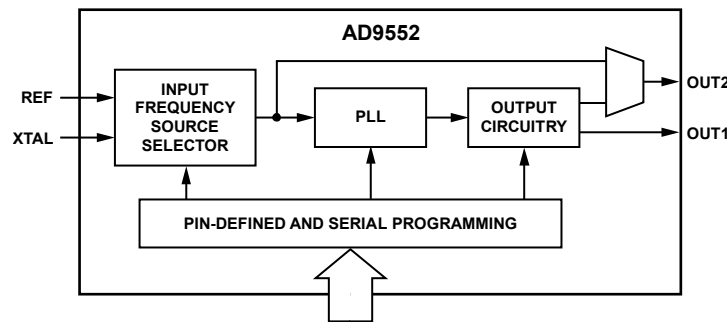 AD9552
REF
XTAL
INPUT
FREQUENCY
SOURCE
SELECTOR
PLL
OUTPUT
CIRCUITRY
OUT2
OUT1
PIN-DEFINED AND SERIAL PROGRAMMING